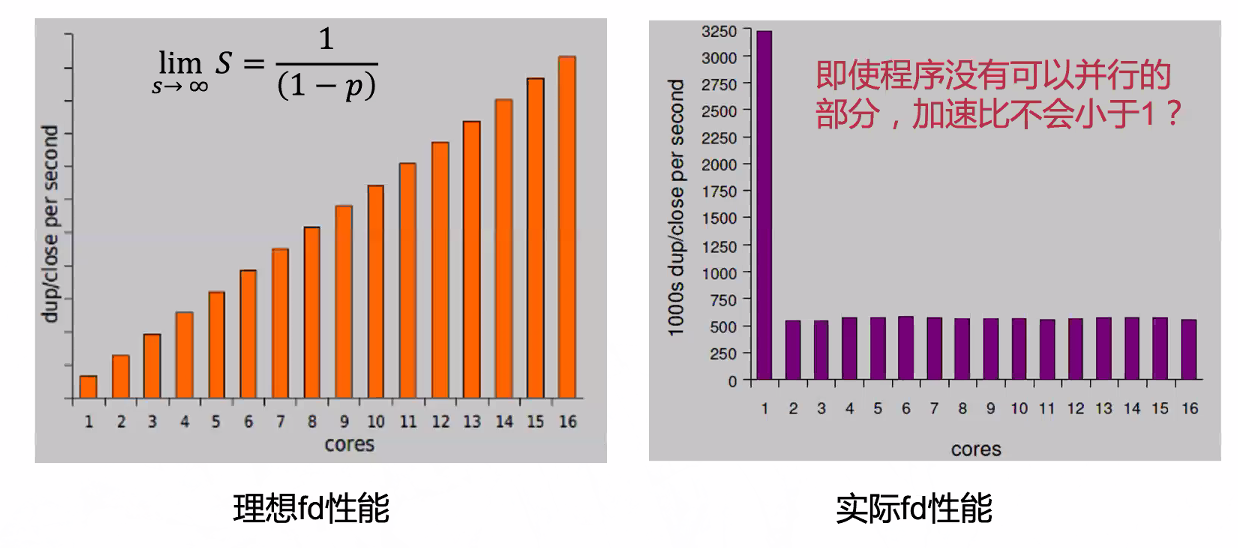 lim S = 1 / (1 − p)
s→ ∞
dup/close per second
1 2 3 4 5 6 7 8 9 10 11 12 13 14 15 16
cores
理想fd性能
即使程序没有可以并行的
部分，加速比不会小于1？
1000s dup/close per second
3250
3000
2750
2500
2250
2000
1750
1500
1250
1000
750
500
250
0
1 2 3 4 5 6 7 8 9 10 11 12 13 14 15 16
cores
实际fd性能